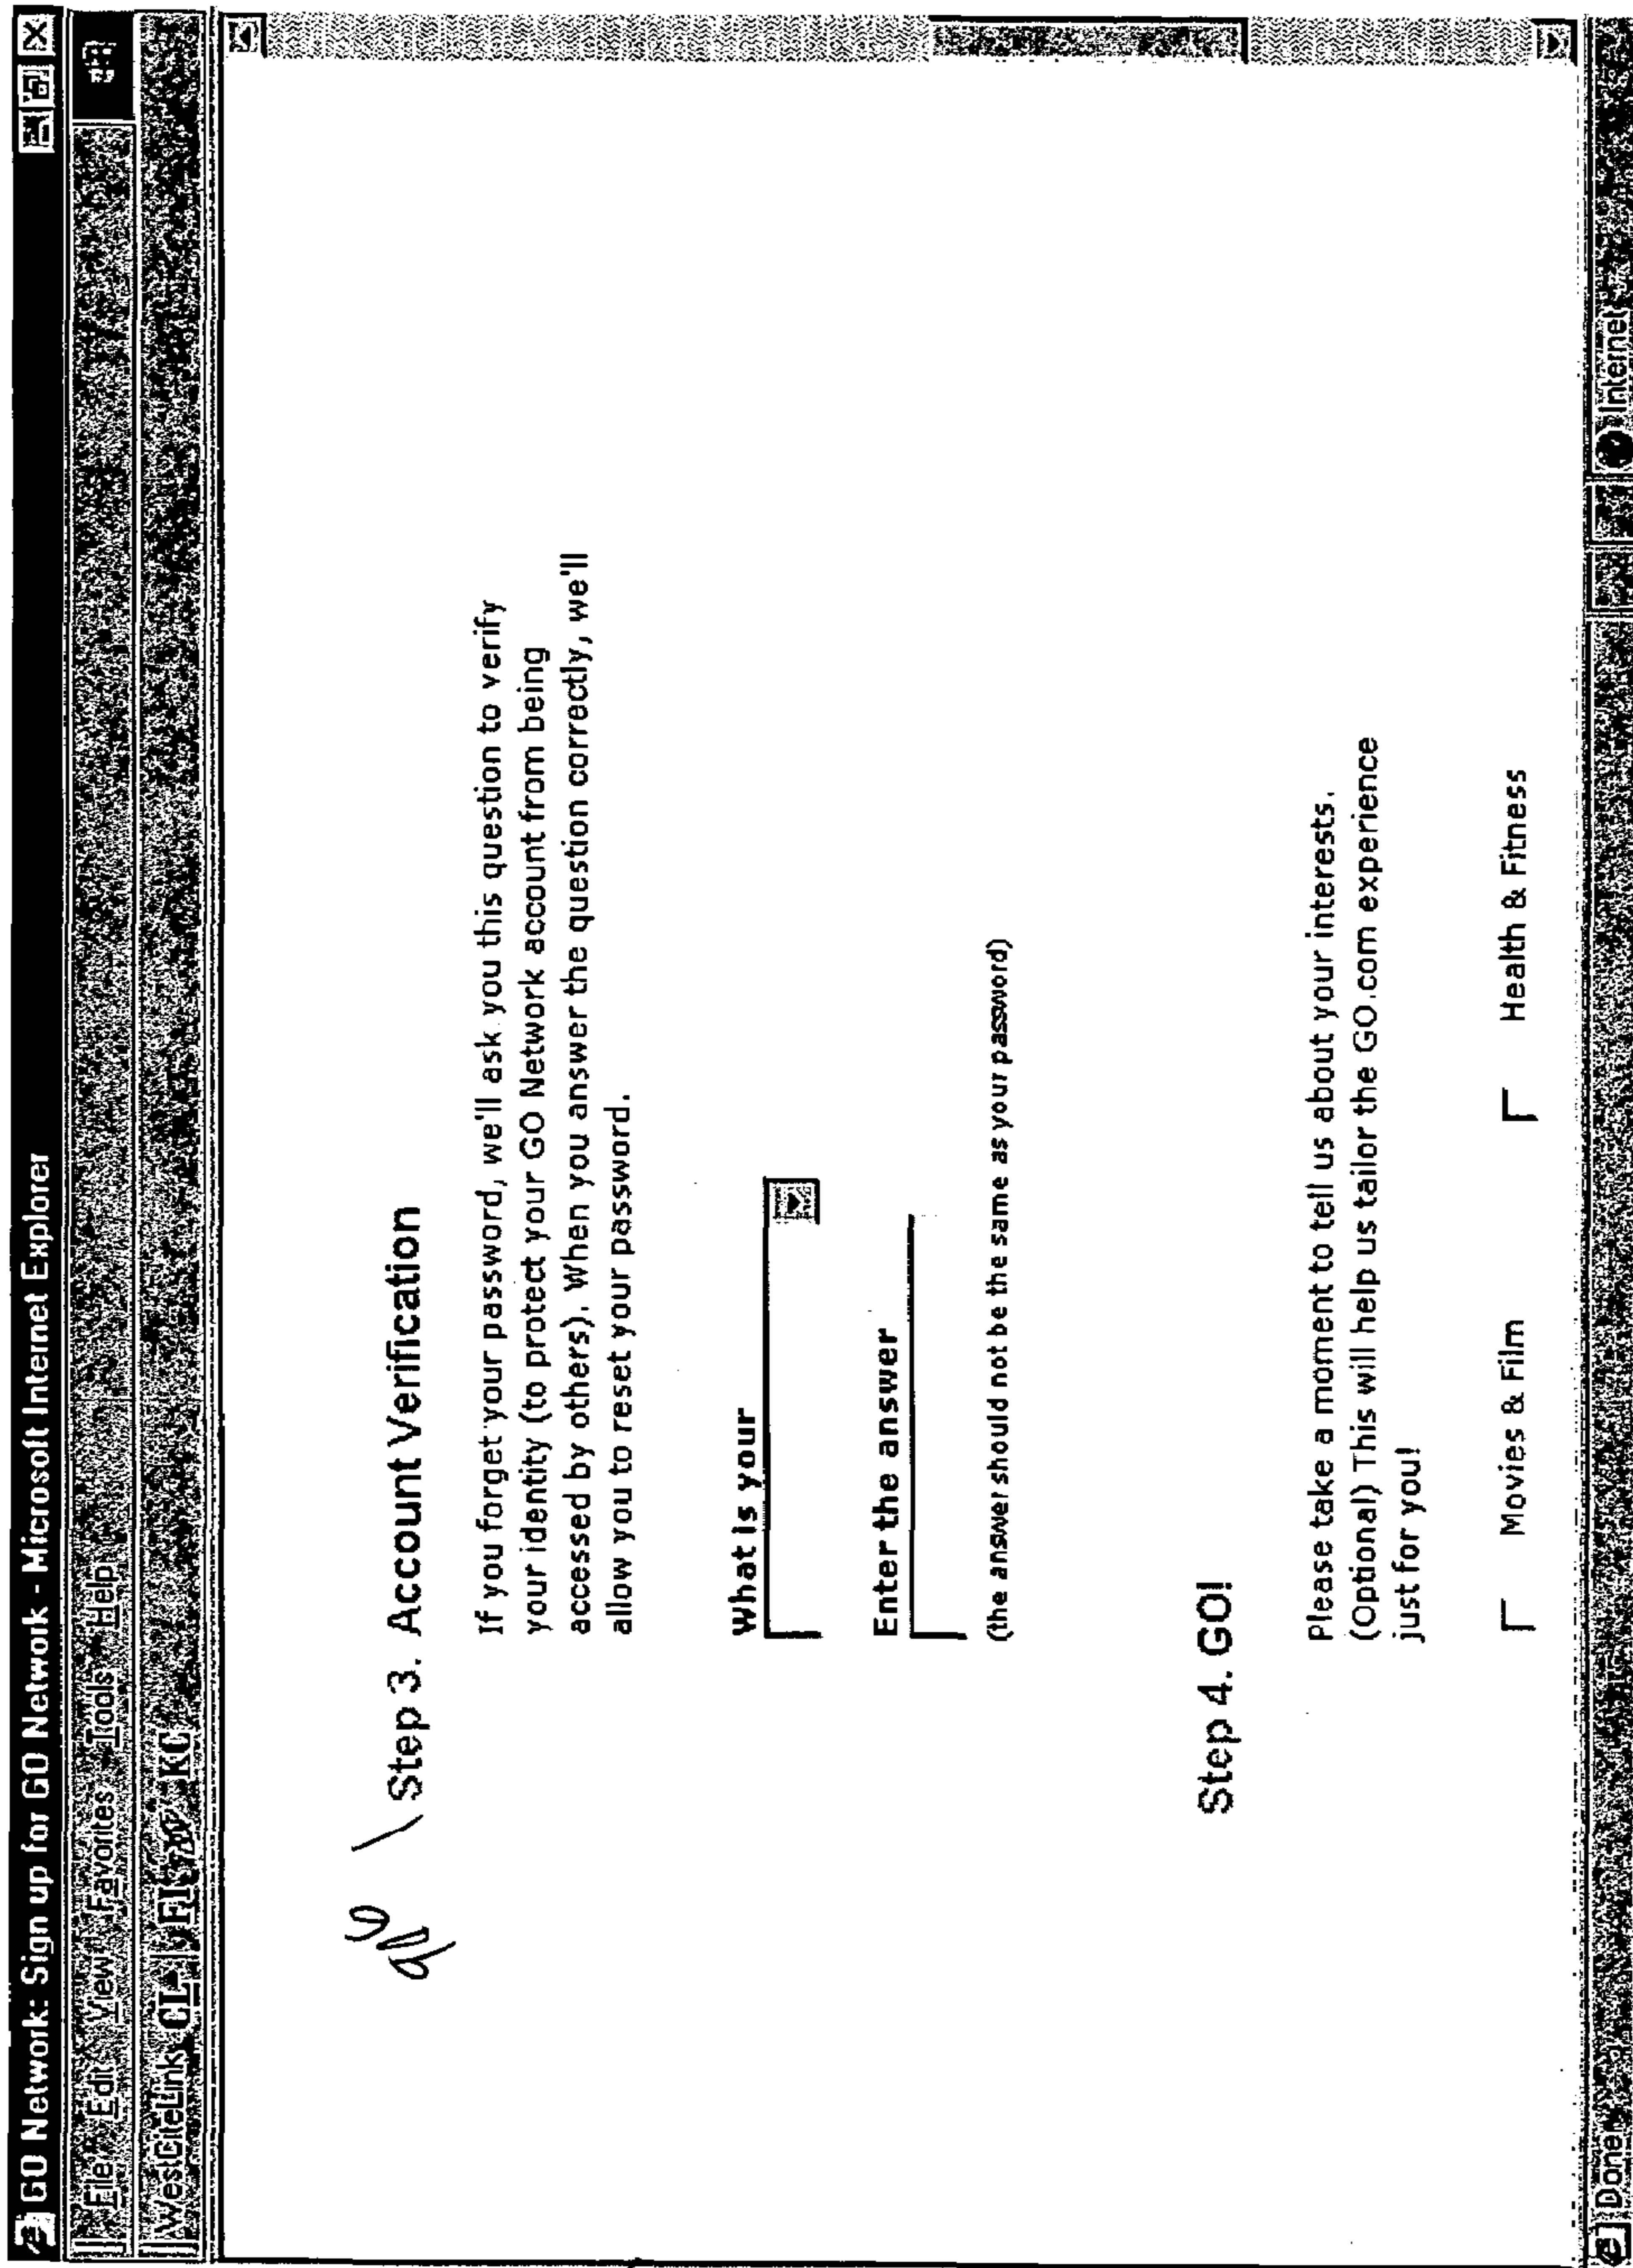 GO Network: Sign up for GO Network - Microsoft Internet Explorer
File Edit View Favorites Tools Help
WestCiteLink CL FI KC
Step 3. Account Verification
If you forget your password, we'll ask you this question to verify
your identity (to protect your GO Network account from being
accessed by others). When you answer the question correctly, we'll
allow you to reset your password.
What is your
Enter the answer
(the answer should not be the same as your password)
Step 4. GO!
Please take a moment to tell us about your interests.
(Optional) This will help us tailor the GO.com experience
just for you!
Movies & Film Health & Fitness
Done Internet